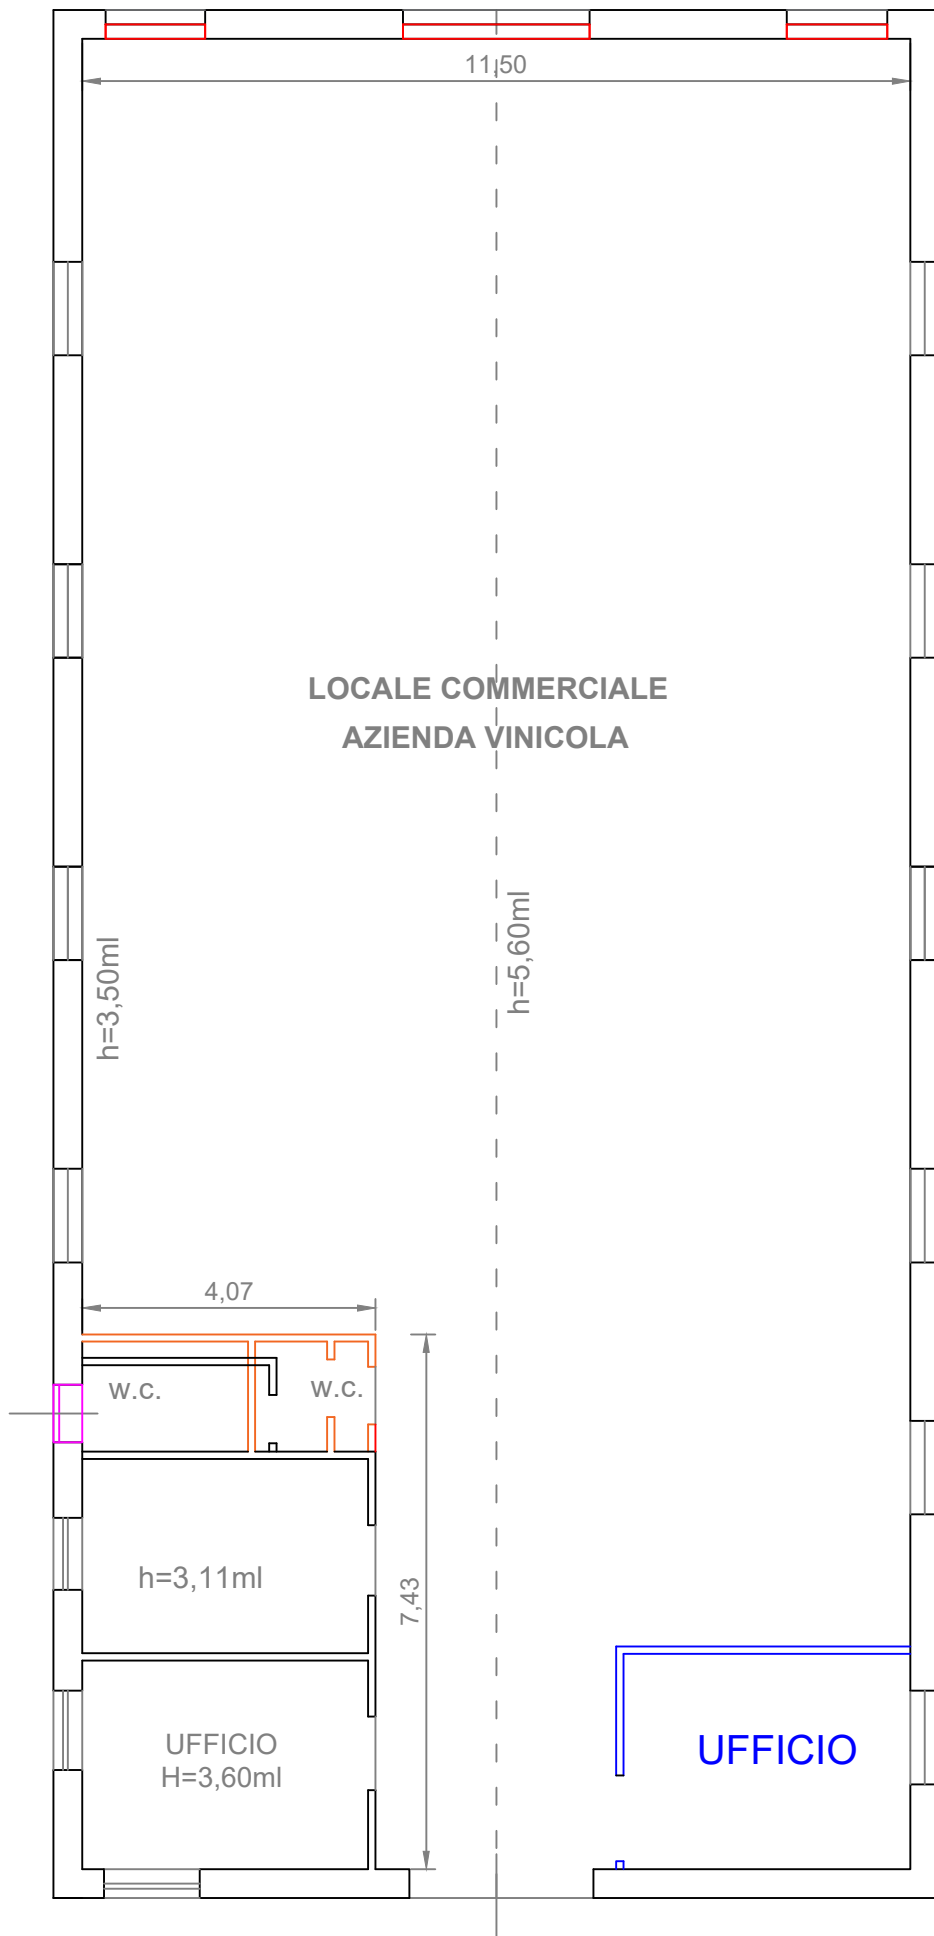 11,50
LOCALE COMMERCIALE
AZIENDA VINICOLA
h=5,60ml
h=3,50ml
4,07
w.c.
w.c.
h=3,11ml
7,43
UFFICIO
H=3,60ml
UFFICIO